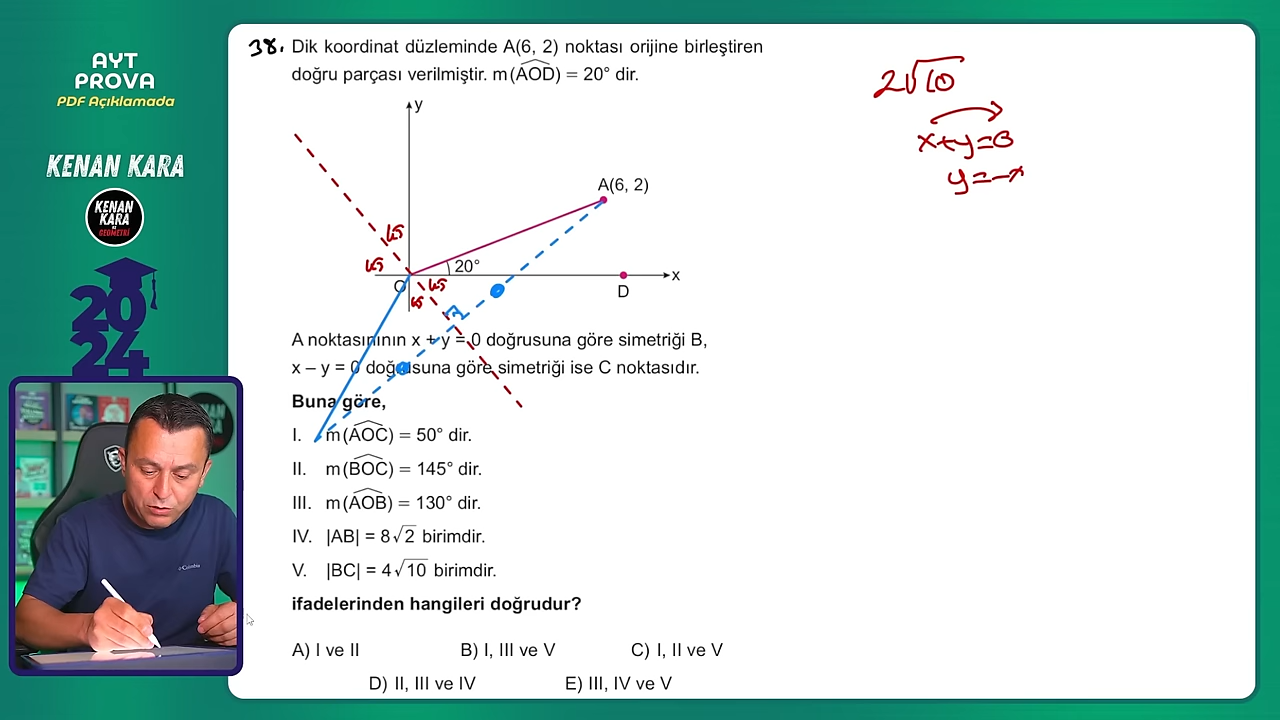 AYT
PROVA
PDF Açıklamada
KENAN KARA
KENAN
KARA
GEOMETRİ
2024
38. Dik koordinat düzleminde A(6, 2) noktası orijine birleştiren
doğru parçası verilmiştir. m(AOD) = 20° dir.
y
A(6, 2)
45
45
20°
x
O
45
45
D
A noktasınının x + y = 0 doğrusuna göre simetriği B,
x – y = 0 doğrusuna göre simetriği ise C noktasıdır.
Buna göre,
I. m(AOC) = 50° dir.
II. m(BOC) = 145° dir.
III. m(AOB) = 130° dir.
IV. |AB| = 8√2 birimdir.
V. |BC| = 4√10 birimdir.
ifadelerinden hangileri doğrudur?
A) I ve II B) I, III ve V C) I, II ve V
D) II, III ve IV E) III, IV ve V
2√10
x+y=0
y=-x